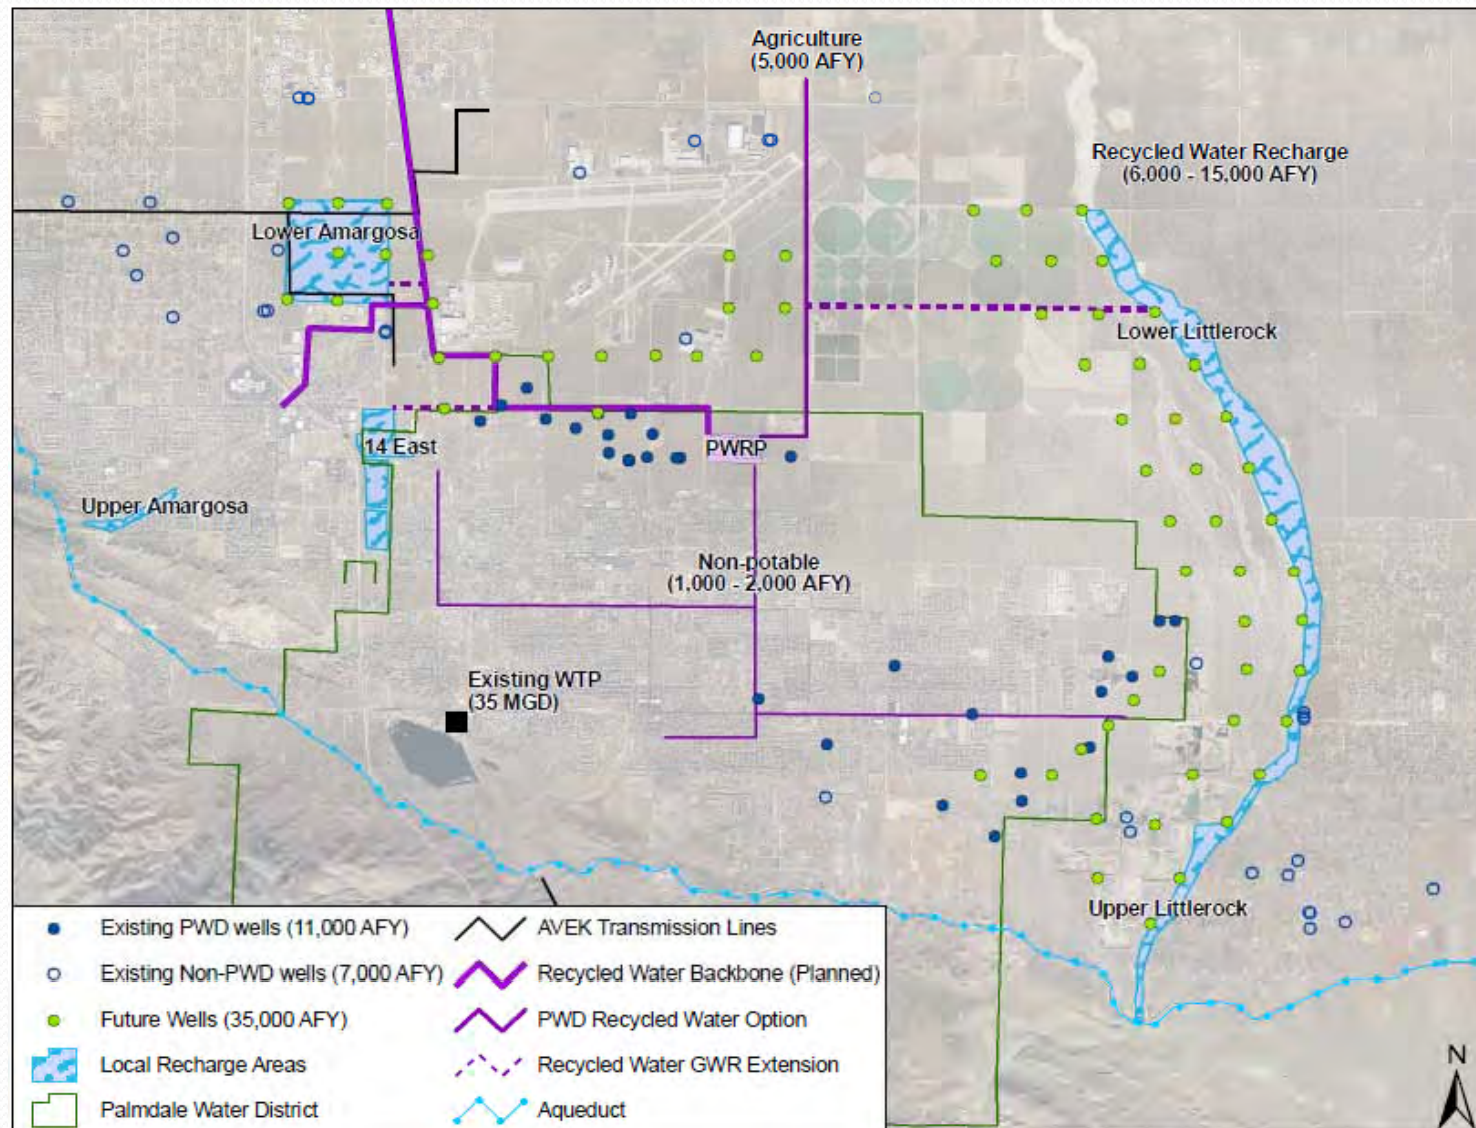 Agriculture
(5,000 AFY)
Recycled Water Recharge
(6,000 - 15,000 AFY)
Lower Amargosa
Lower Littlerock
14 East
PWRP
Upper Amargosa
Non-potable
(1,000 - 2,000 AFY)
Existing WTP
(35 MGD)
Upper Littlerock
Existing PWD wells (11,000 AFY)
Existing Non-PWD wells (7,000 AFY)
Future Wells (35,000 AFY)
Local Recharge Areas
Palmdale Water District
AVEK Transmission Lines
Recycled Water Backbone (Planned)
PWD Recycled Water Option
Recycled Water GWR Extension
Aqueduct
N